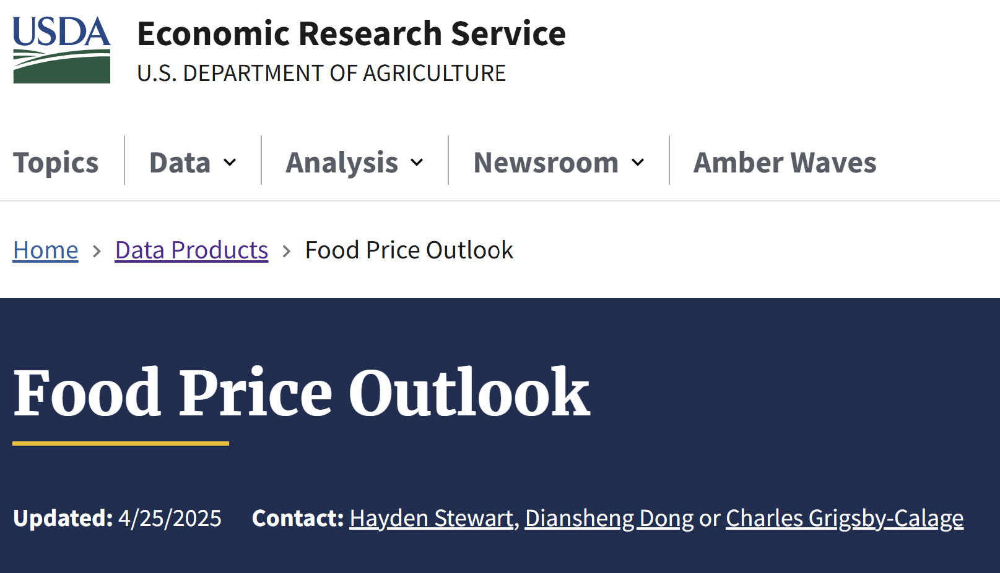 USDA
Economic Research Service
U.S. DEPARTMENT OF AGRICULTURE
Topics Data Analysis Newsroom Amber Waves
Home > Data Products > Food Price Outlook
Food Price Outlook
Updated: 4/25/2025 Contact: Hayden Stewart, Diansheng Dong or Charles Grigsby-Calage